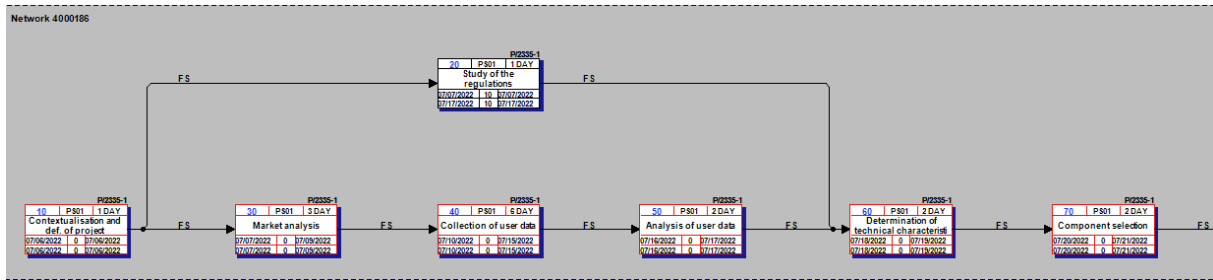 Network 4000186
P/2335-1
20 PS01 1 DAY
Study of the
regulations
07/07/2022 10 07/07/2022
07/17/2022 10 07/17/2022
FS
FS
P/2335-1
10 PS01 1 DAY
Contextualisation and
def. of project
07/06/2022 0 07/06/2022
07/06/2022 0 07/06/2022
FS
P/2335-1
30 PS01 3 DAY
Market analysis
07/07/2022 0 07/09/2022
07/07/2022 0 07/09/2022
FS
P/2335-1
40 PS01 6 DAY
Collection of user data
07/10/2022 0 07/15/2022
07/10/2022 0 07/15/2022
FS
P/2335-1
50 PS01 2 DAY
Analysis of user data
07/16/2022 0 07/17/2022
07/16/2022 0 07/17/2022
FS
P/2335-1
60 PS01 2 DAY
Determination of
technical characteristi
07/18/2022 0 07/19/2022
07/18/2022 0 07/19/2022
FS
P/2335-1
70 PS01 2 DAY
Component selection
07/20/2022 0 07/21/2022
07/20/2022 0 07/21/2022
FS